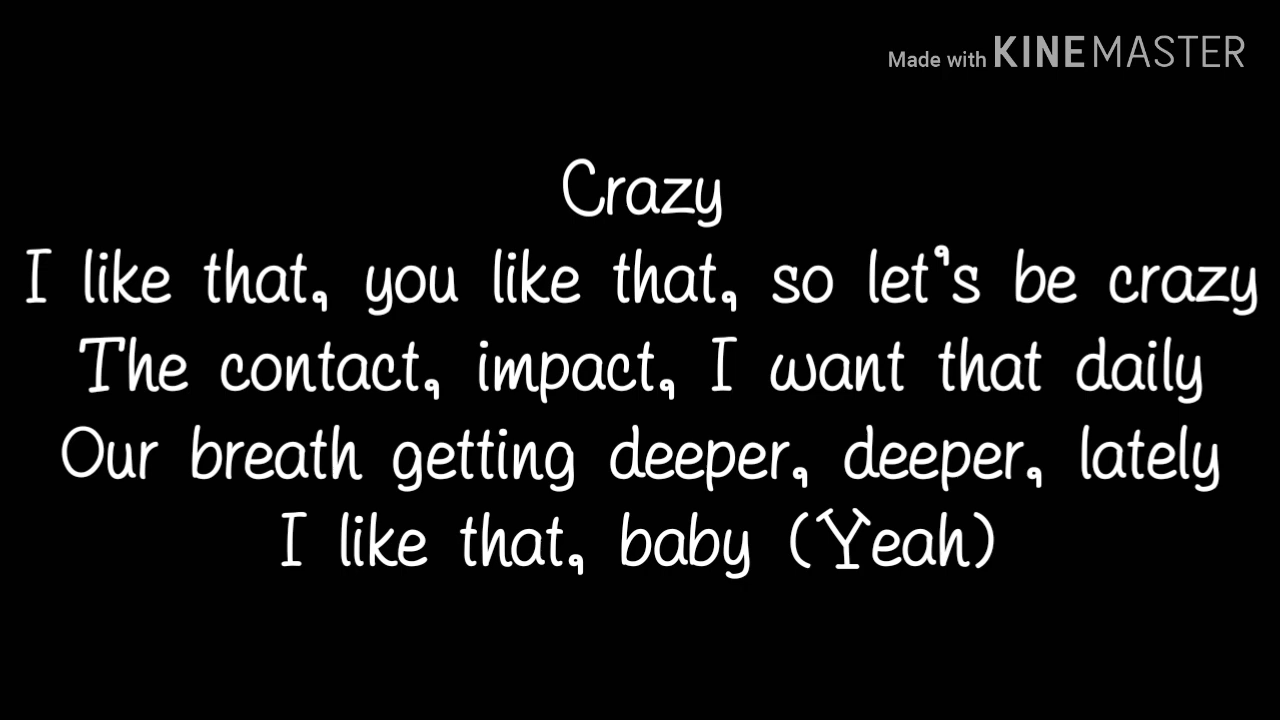 Made with KINEMASTER
Crazy
I like that, you like that, so let's be crazy
The contact, impact, I want that daily
Our breath getting deeper, deeper, lately
I like that, baby (Yeah)